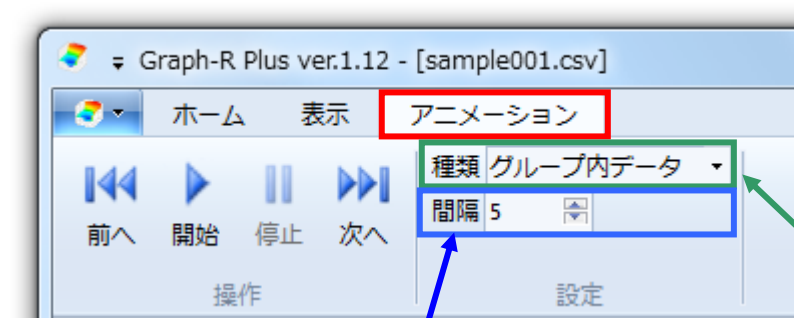 Graph-R Plus ver.1.12 - [sample001.csv]
ホーム 表示 アニメーション
種類 グループ内データ
間隔 5
前へ 開始 停止 次へ
操作 設定